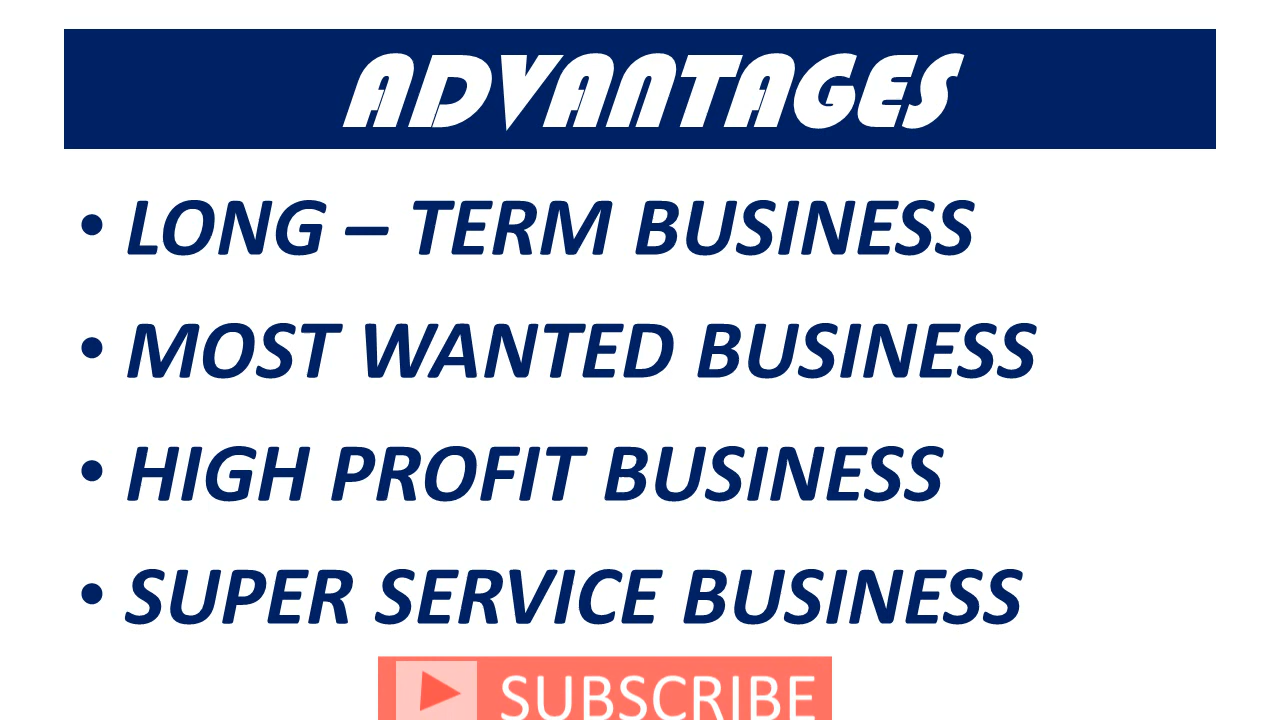 ADVANTAGES
• LONG – TERM BUSINESS
• MOST WANTED BUSINESS
• HIGH PROFIT BUSINESS
• SUPER SERVICE BUSINESS
SUBSCRIBE